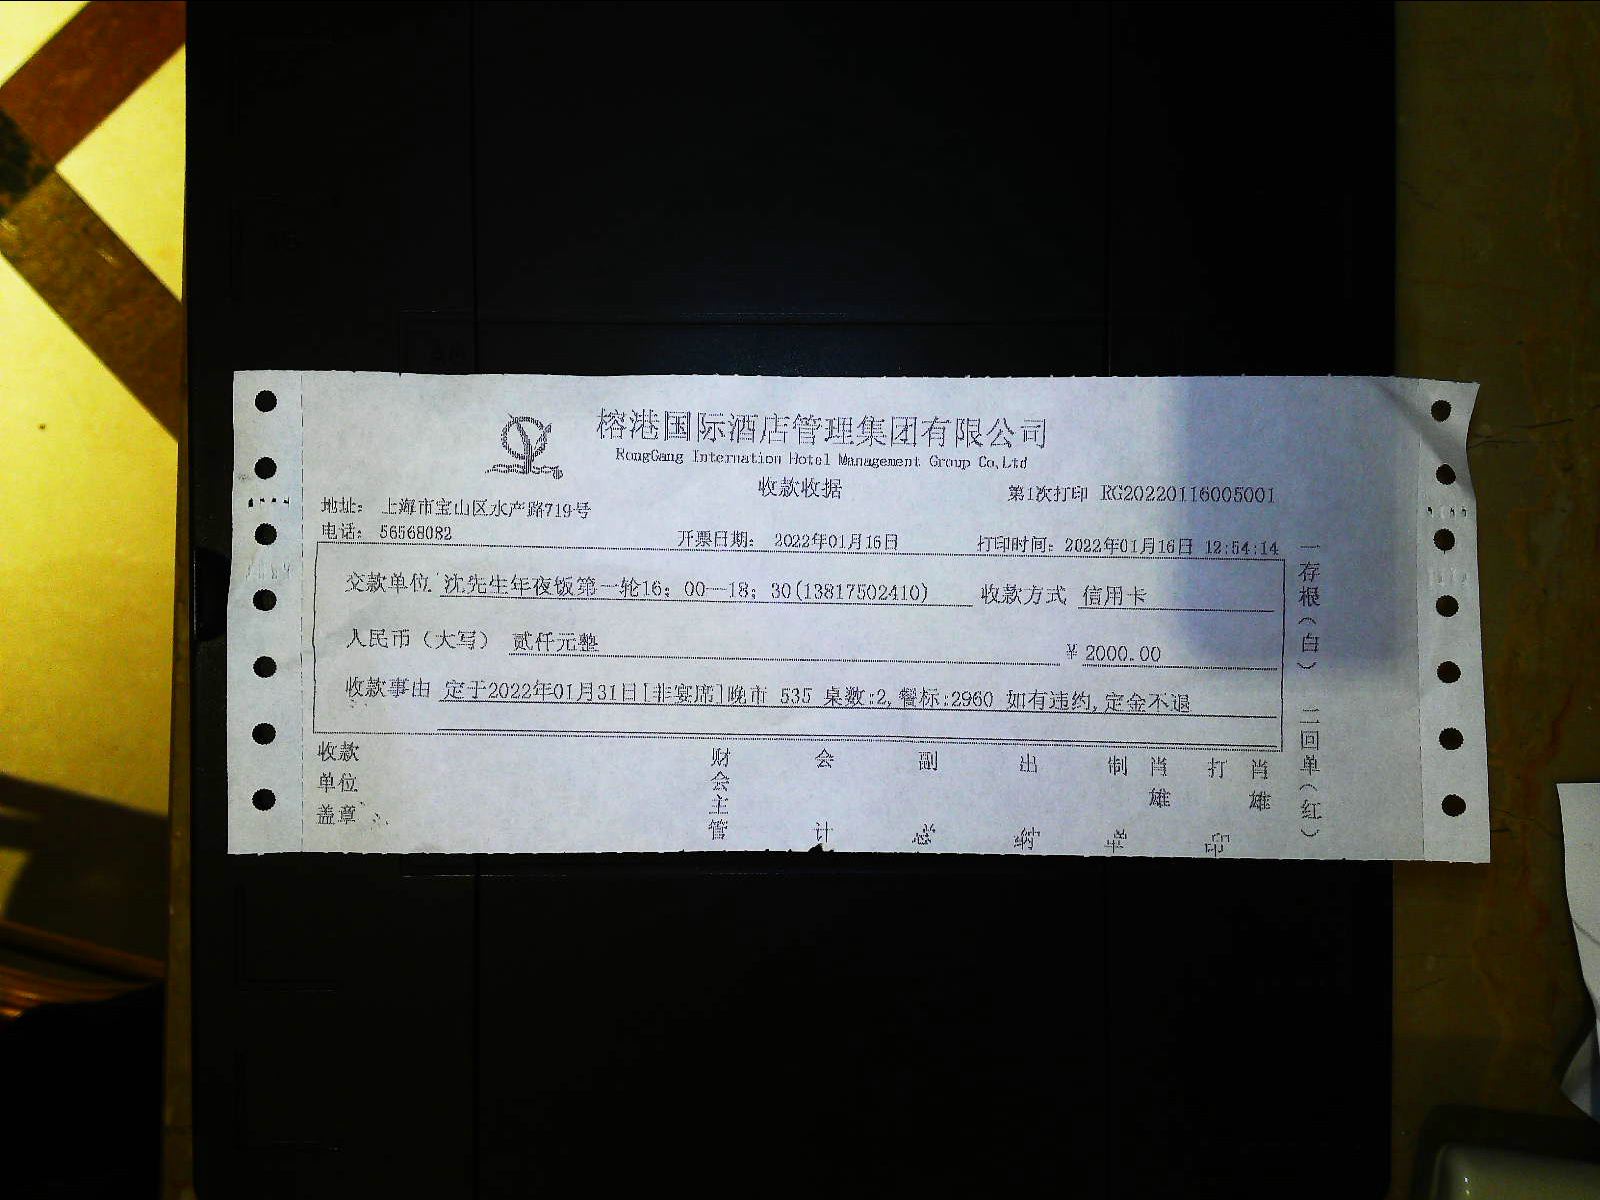 榕港国际酒店管理集团有限公司
RongGang Internation Hotel Management Group Co,Ltd
收款收据
第1次打印 RG20220116005001
地址： 上海市宝山区水产路719号
电话： 56568082
开票日期： 2022年01月16日
打印时间：2022年01月16日 12:54:14
交款单位 沈先生年夜饭第一轮16：00—18：30(13817502410)
收款方式 信用卡
人民币（大写） 贰仟元整
¥ 2000.00
收款事由 定于2022年01月31日[非宴席]晚市 535 桌数:2,餐标:2960 如有违约,定金不退
收款单位盖章
财会主管
会计
副总
出纳
制单 肖雄
打印 肖雄
一存根（白）
二回单（红）